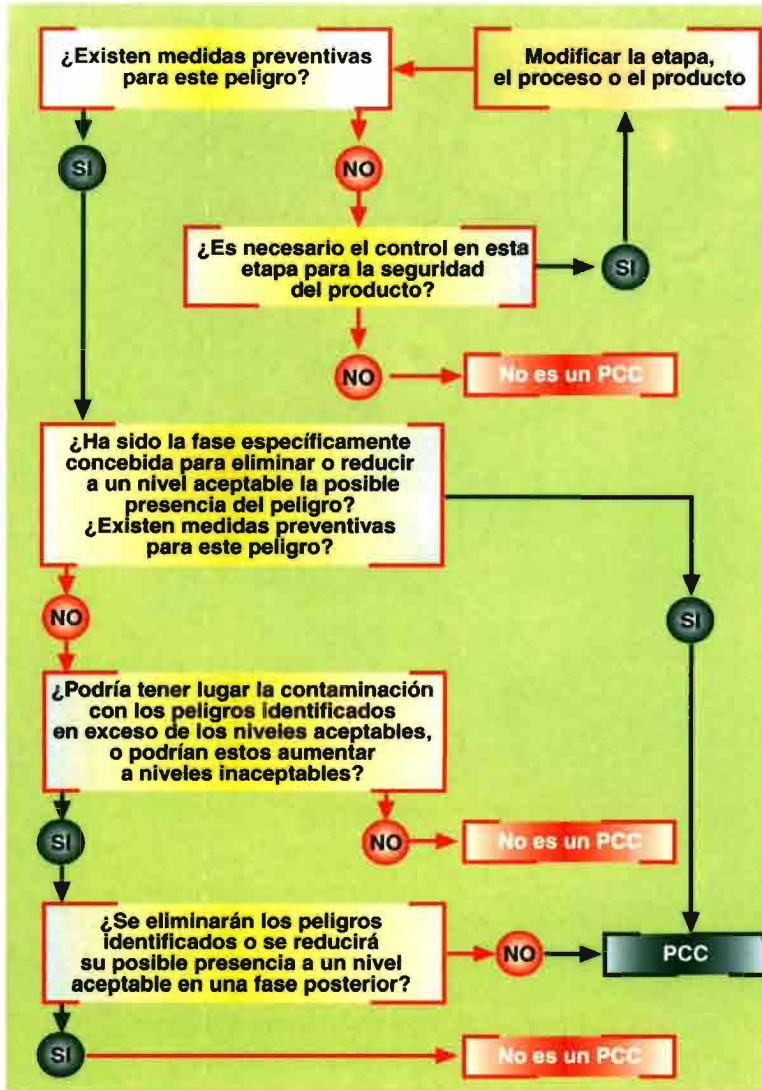 ¿Existen medidas preventivas
para este peligro?
Modificar la etapa,
el proceso o el producto
SI
NO
¿Es necesario el control en esta
etapa para la seguridad
del producto?
SI
NO
No es un PCC
¿Ha sido la fase específicamente
concebida para eliminar o reducir
a un nivel aceptable la posible
presencia del peligro?
¿Existen medidas preventivas
para este peligro?
NO
SI
¿Podría tener lugar la contaminación
con los peligros identificados
en exceso de los niveles aceptables,
o podrían estos aumentar
a niveles inaceptables?
SI
NO
No es un PCC
¿Se eliminarán los peligros
identificados o se reducirá
su posible presencia a un nivel
aceptable en una fase posterior?
NO
PCC
SI
No es un PCC